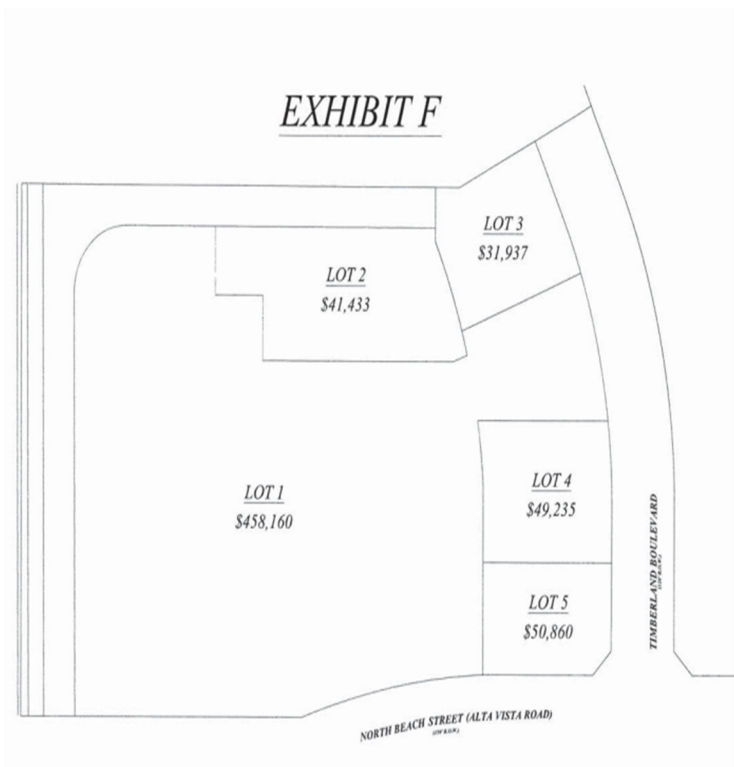 EXHIBIT F
LOT 3
$31,937
LOT 2
$41,433
LOT 1
$458,160
LOT 4
$49,235
LOT 5
$50,860
TIMBERLAND BOULEVARD
NORTH BEACH STREET (ALTA VISTA ROAD)